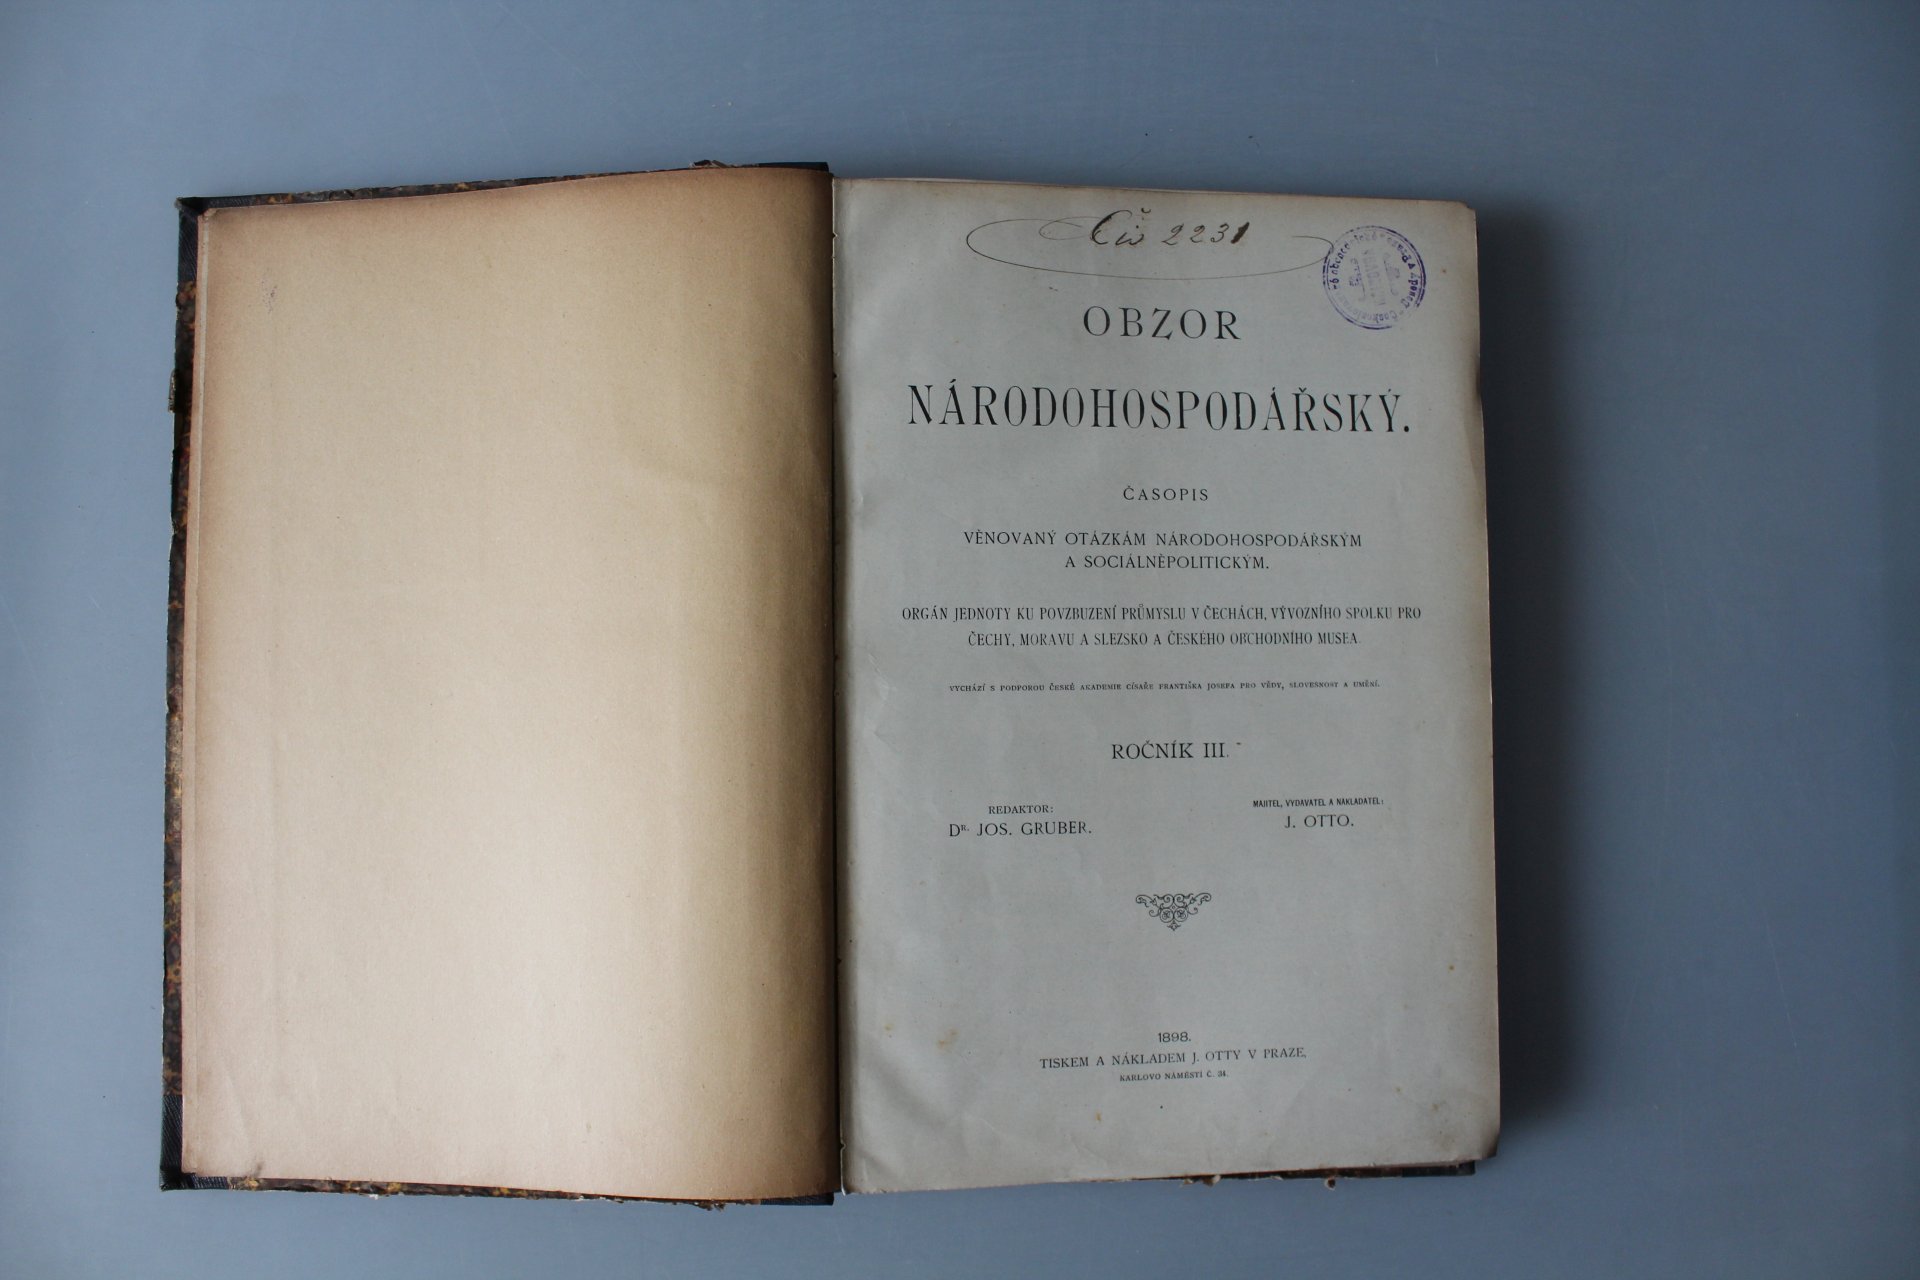 Čís 2231
OBZOR
NÁRODOHOSPODÁŘSKÝ.
ČASOPIS
VĚNOVANÝ OTÁZKÁM NÁRODOHOSPODÁŘSKÝM
A SOCIÁLNĚPOLITICKÝM.
ORGÁN JEDNOTY KU POVZBUZENÍ PRŮMYSLU V ČECHÁCH, VÝVOZNÍHO SPOLKU PRO
ČECHY, MORAVU A SLEZSKO A ČESKÉHO OBCHODNÍHO MUSEA.
VYCHÁZÍ S PODPOROU ČESKÉ AKADEMIE CÍSAŘE FRANTIŠKA JOSEFA PRO VĚDY, SLOVESNOST A UMĚNÍ.
ROČNÍK III.
REDAKTOR:
DR. JOS. GRUBER.
MAJITEL, VYDAVATEL A NAKLADATEL:
J. OTTO.
1898.
TISKEM A NÁKLADEM J. OTTY V PRAZE,
KARLOVO NÁMĚSTÍ Č. 34.